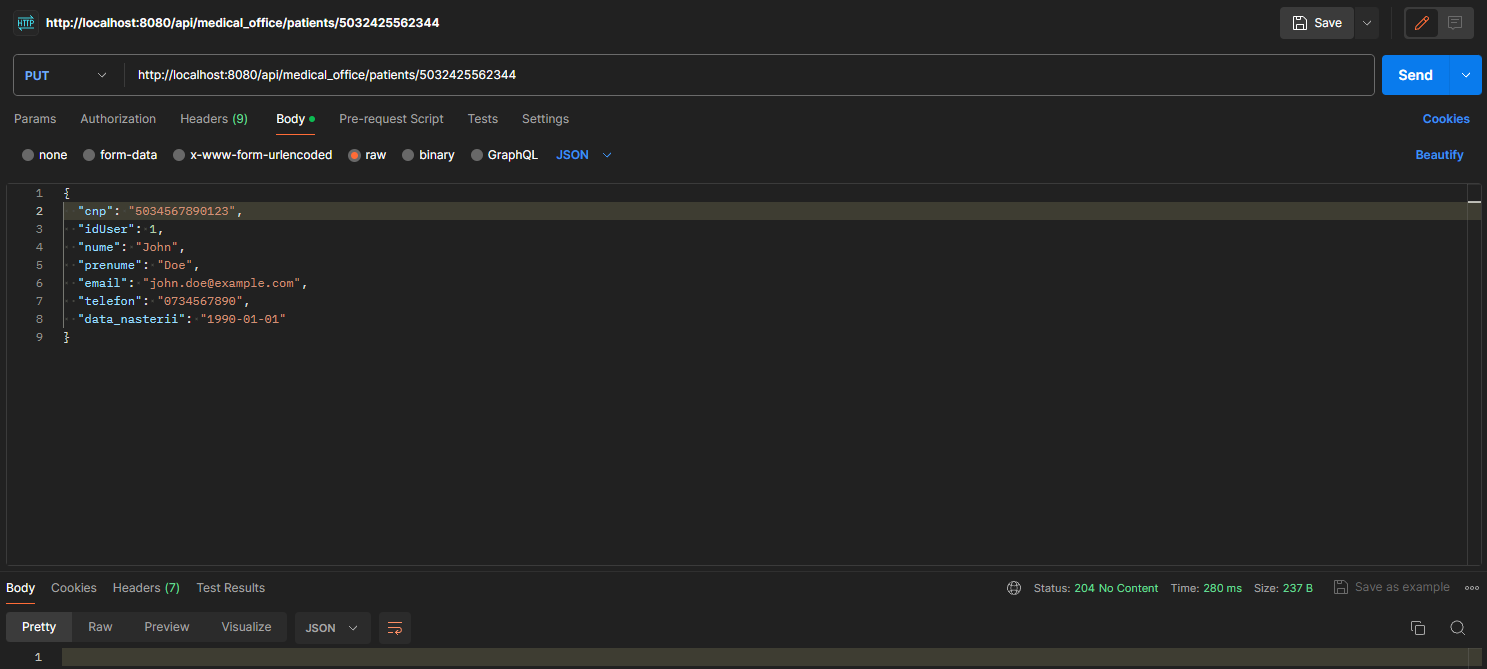 HTTP http://localhost:8080/api/medical_office/patients/5032425562344 Save
PUT http://localhost:8080/api/medical_office/patients/5032425562344 Send
Params Authorization Headers (9) Body Pre-request Script Tests Settings Cookies
none form-data x-www-form-urlencoded raw binary GraphQL JSON Beautify
1 {
2 "cnp": "5034567890123",
3 "idUser": 1,
4 "nume": "John",
5 "prenume": "Doe",
6 "email": "john.doe@example.com",
7 "telefon": "0734567890",
8 "data_nasterii": "1990-01-01"
9 }
Body Cookies Headers (7) Test Results Status: 204 No Content Time: 280 ms Size: 237 B Save as example
Pretty Raw Preview Visualize JSON
1